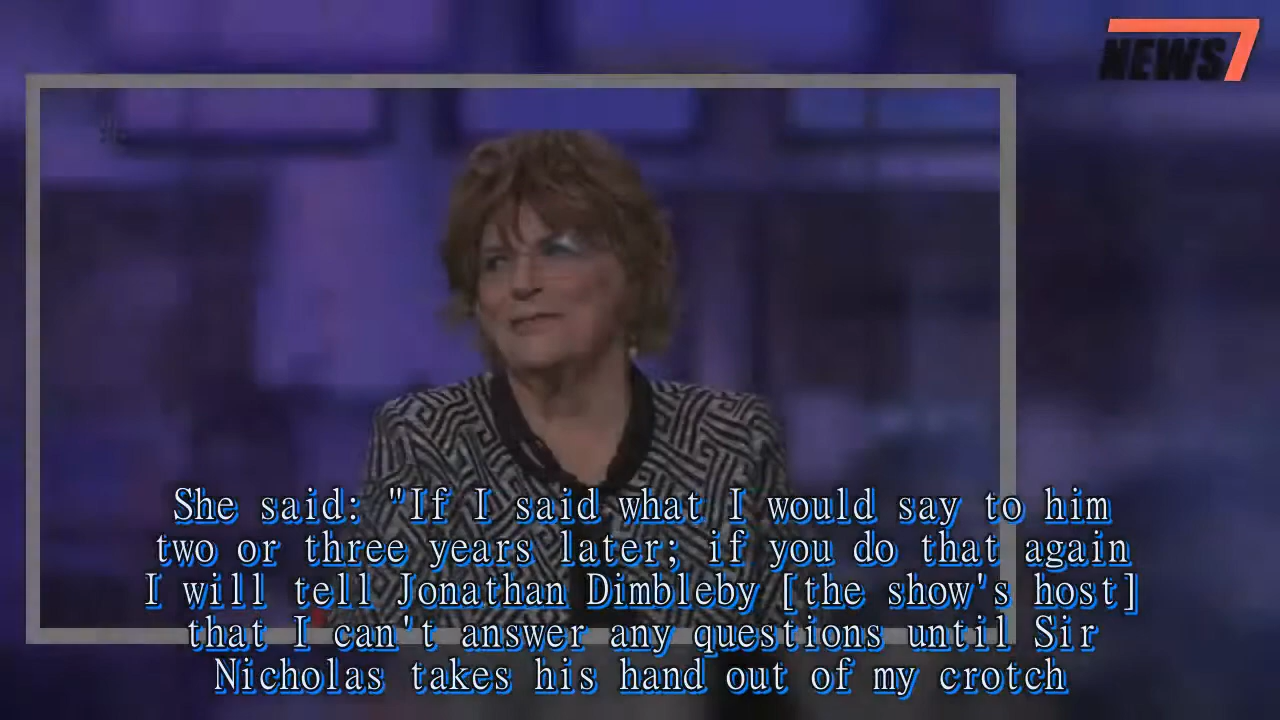 NEWS7
She said: "If I said what I would say to him
two or three years later; if you do that again
I will tell Jonathan Dimbleby [the show's host]
that I can't answer any questions until Sir
Nicholas takes his hand out of my crotch